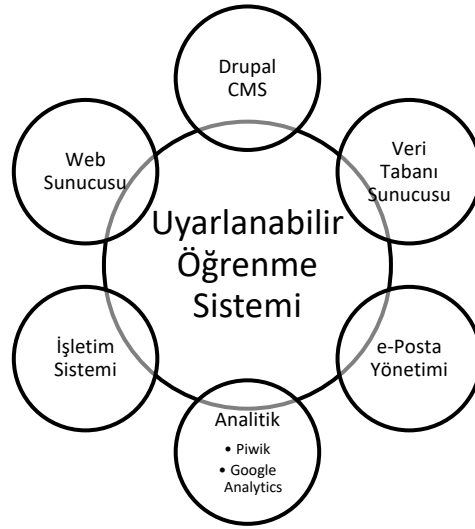 Drupal
CMS
Web
Sunucusu
Veri
Tabanı
Sunucusu
Uyarlanabilir
Öğrenme
Sistemi
İşletim
Sistemi
e-Posta
Yönetimi
Analitik
• Piwik
• Google
Analytics